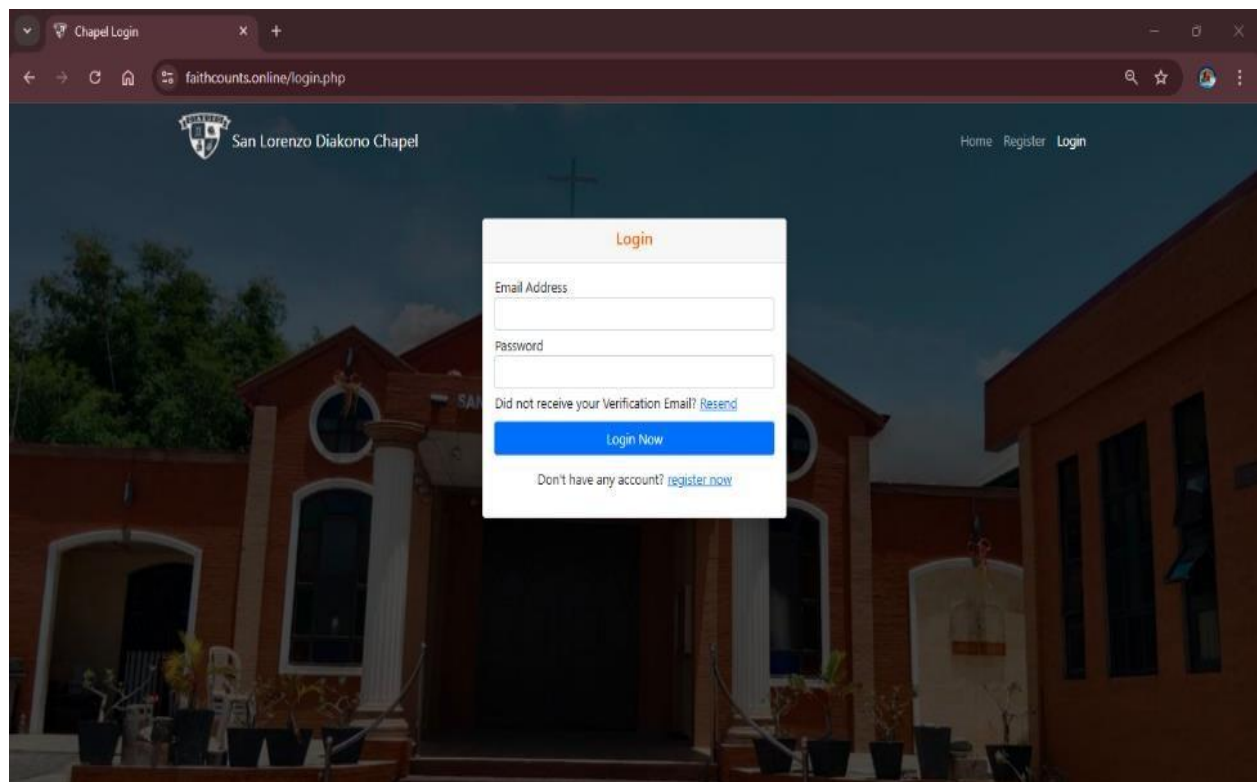 Chapel Login
faithcounts.online/login.php
San Lorenzo Diakono Chapel
Home Register Login
Login
Email Address
Password
SAN
Did not receive your Verification Email? Resend
Login Now
Don't have any account? register now